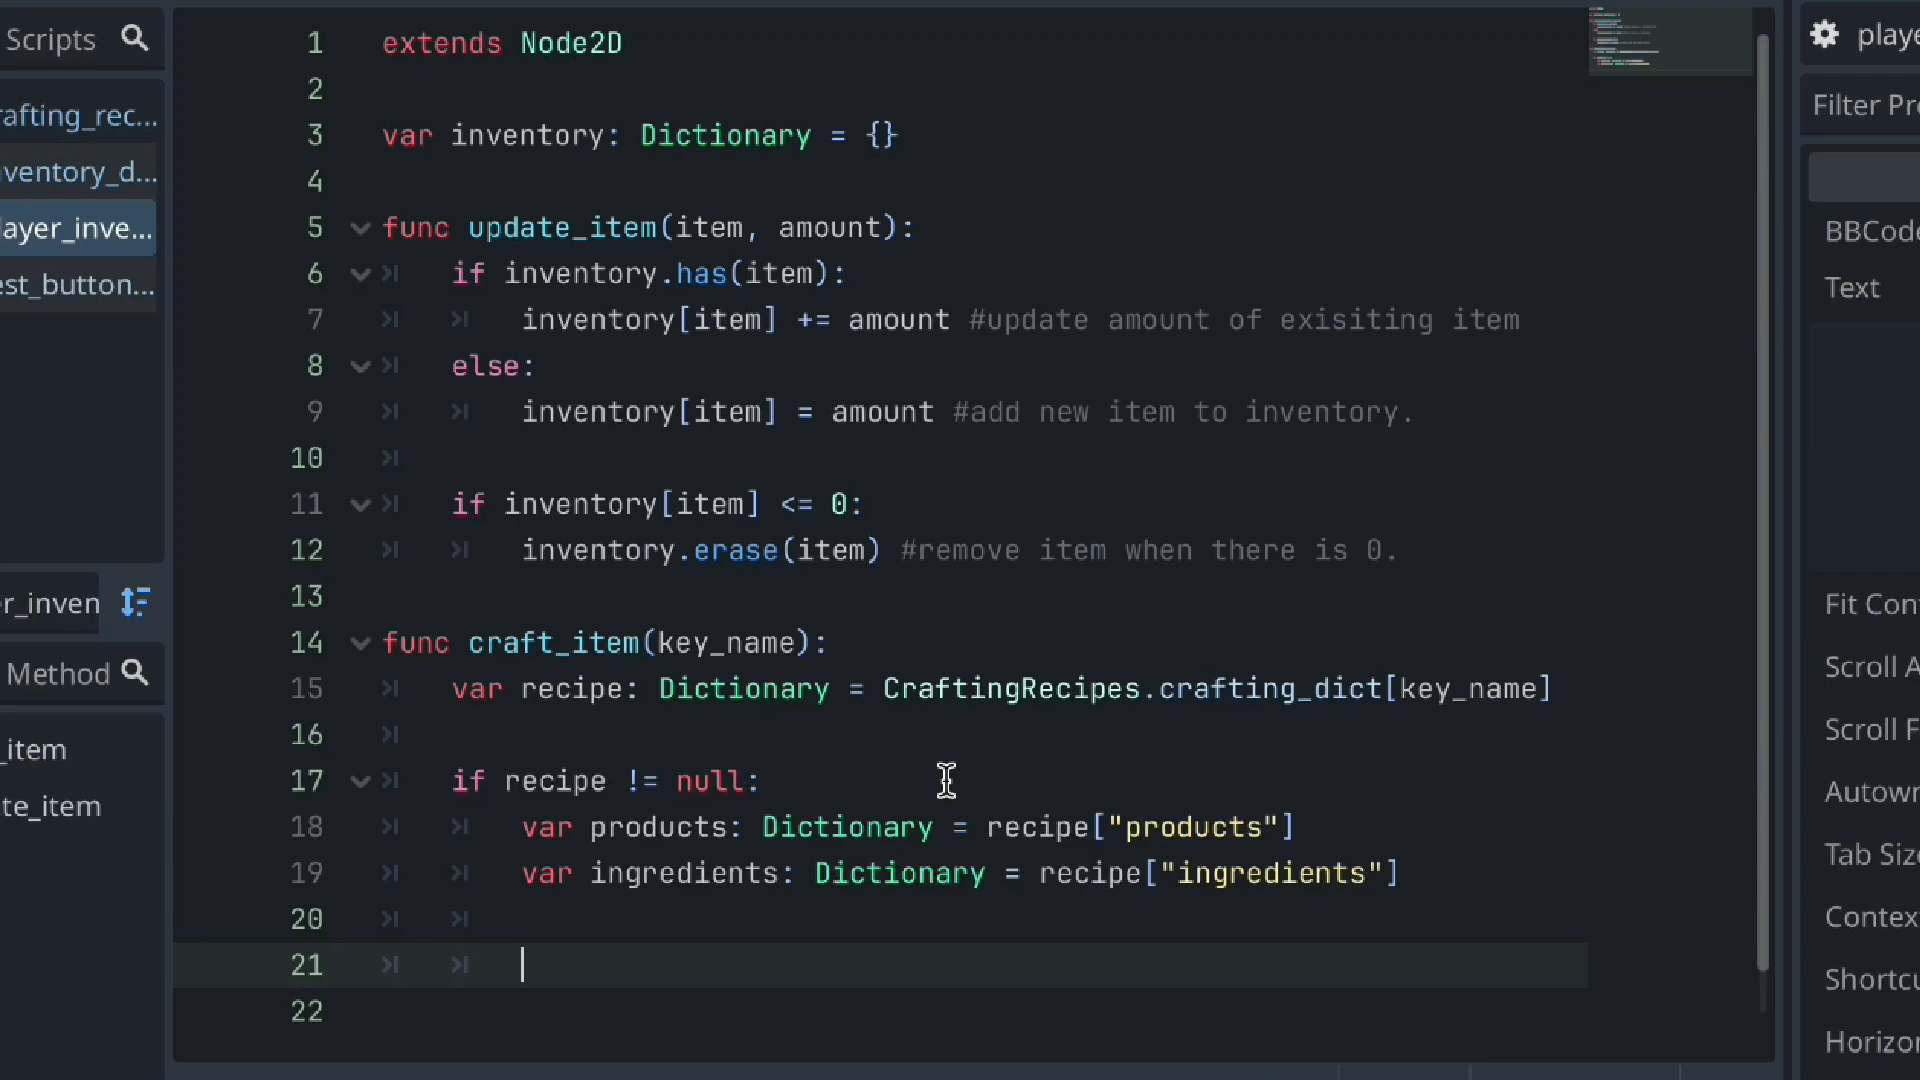 Scripts
rafting_rec...
ventory_d...
layer_inve...
est_button...
r_inven
Method
_item
te_item
1 extends Node2D
2
3 var inventory: Dictionary = {}
4
5 func update_item(item, amount):
6 if inventory.has(item):
7 inventory[item] += amount #update amount of exisiting item
8 else:
9 inventory[item] = amount #add new item to inventory.
10
11 if inventory[item] <= 0:
12 inventory.erase(item) #remove item when there is 0.
13
14 func craft_item(key_name):
15 var recipe: Dictionary = CraftingRecipes.crafting_dict[key_name]
16
17 if recipe != null:
18 var products: Dictionary = recipe["products"]
19 var ingredients: Dictionary = recipe["ingredients"]
20
21
22
playe
Filter Pr
BBCode
Text
Fit Con
Scroll A
Scroll F
Autowr
Tab Size
Context
Shortcu
Horizon